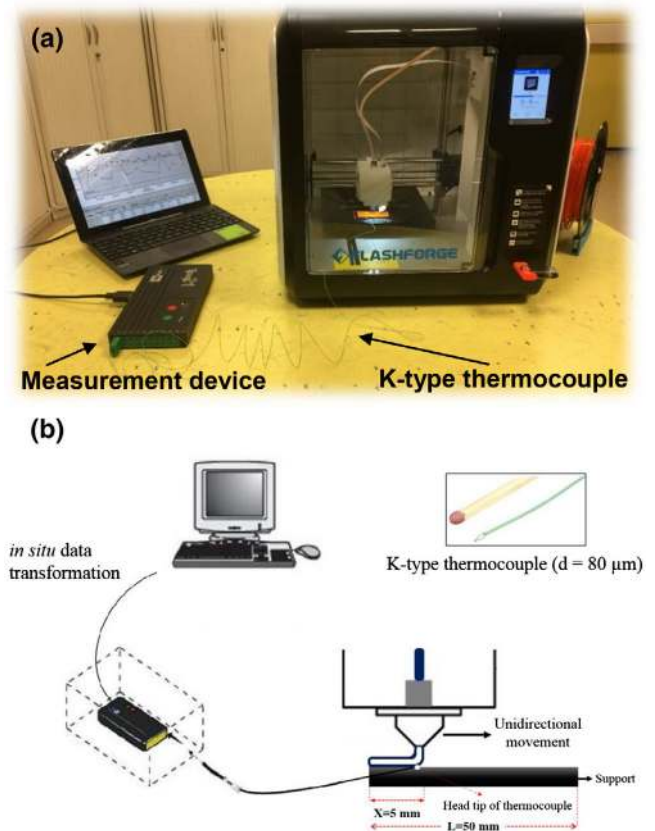 (a)
FLASHFORGE
Measurement device
K-type thermocouple
(b)
in situ data
transformation
K-type thermocouple (d = 80 µm)
Unidirectional
movement
Support
Head tip of thermocouple
X=5 mm
L=50 mm